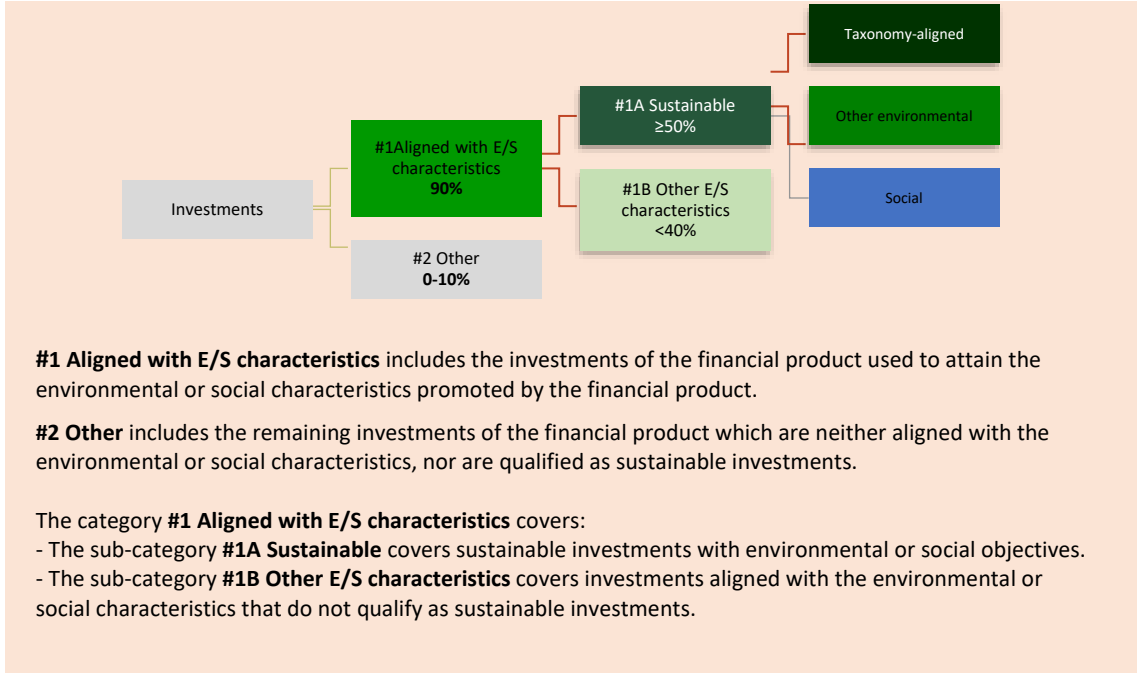 Taxonomy-aligned
#1A Sustainable
≥50%
Other environmental
#1Aligned with E/S
characteristics
90%
#1B Other E/S
characteristics
<40%
Social
Investments
#2 Other
0-10%
#1 Aligned with E/S characteristics includes the investments of the financial product used to attain the
environmental or social characteristics promoted by the financial product.
#2 Other includes the remaining investments of the financial product which are neither aligned with the
environmental or social characteristics, nor are qualified as sustainable investments.
The category #1 Aligned with E/S characteristics covers:
- The sub-category #1A Sustainable covers sustainable investments with environmental or social objectives.
- The sub-category #1B Other E/S characteristics covers investments aligned with the environmental or
social characteristics that do not qualify as sustainable investments.